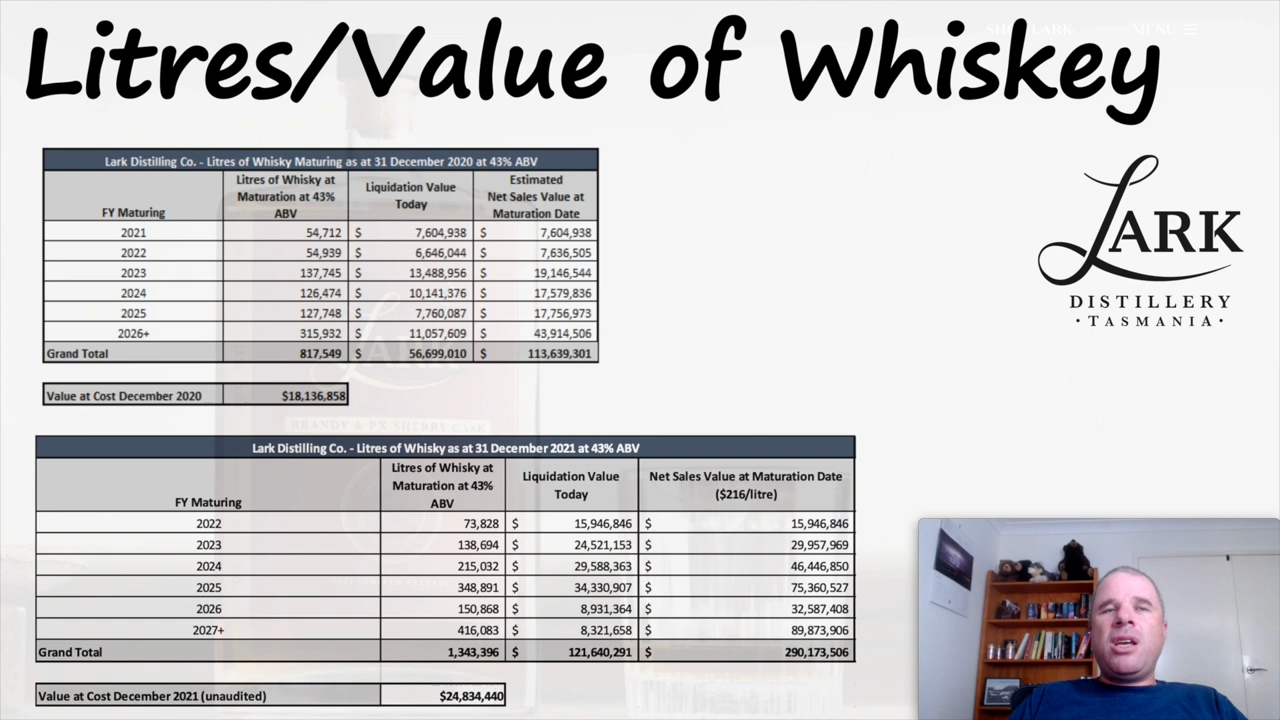 Litres/Value of Whiskey
SHOP LARK
MENU
Lark Distilling Co. - Litres of Whisky Maturing as at 31 December 2020 at 43% ABV
FY Maturing Litres of Whisky at Maturation at 43% ABV Liquidation Value Today Estimated Net Sales Value at Maturation Date
2021 54,712 $ 7,604,938 $ 7,604,938
2022 54,939 $ 6,646,044 $ 7,636,505
2023 137,745 $ 13,488,956 $ 19,146,544
2024 126,474 $ 10,141,376 $ 17,579,836
2025 127,748 $ 7,760,087 $ 17,756,973
2026+ 315,932 $ 11,057,609 $ 43,914,506
Grand Total 817,549 $ 56,699,010 $ 113,639,301
Value at Cost December 2020 $18,136,858
LARK
DISTILLERY
·TASMANIA·
BRANDY & PX SHERRY CASK
Lark Distilling Co. - Litres of Whisky as at 31 December 2021 at 43% ABV
FY Maturing Litres of Whisky at Maturation at 43% ABV Liquidation Value Today Net Sales Value at Maturation Date ($216/litre)
2022 73,828 $ 15,946,846 $ 15,946,846
2023 138,694 $ 24,521,153 $ 29,957,969
2024 215,032 $ 29,588,363 $ 46,446,850
2025 348,891 $ 34,330,907 $ 75,360,527
2026 150,868 $ 8,931,364 $ 32,587,408
2027+ 416,083 $ 8,321,658 $ 89,873,906
Grand Total 1,343,396 $ 121,640,291 $ 290,173,506
Value at Cost December 2021 (unaudited) $24,834,440